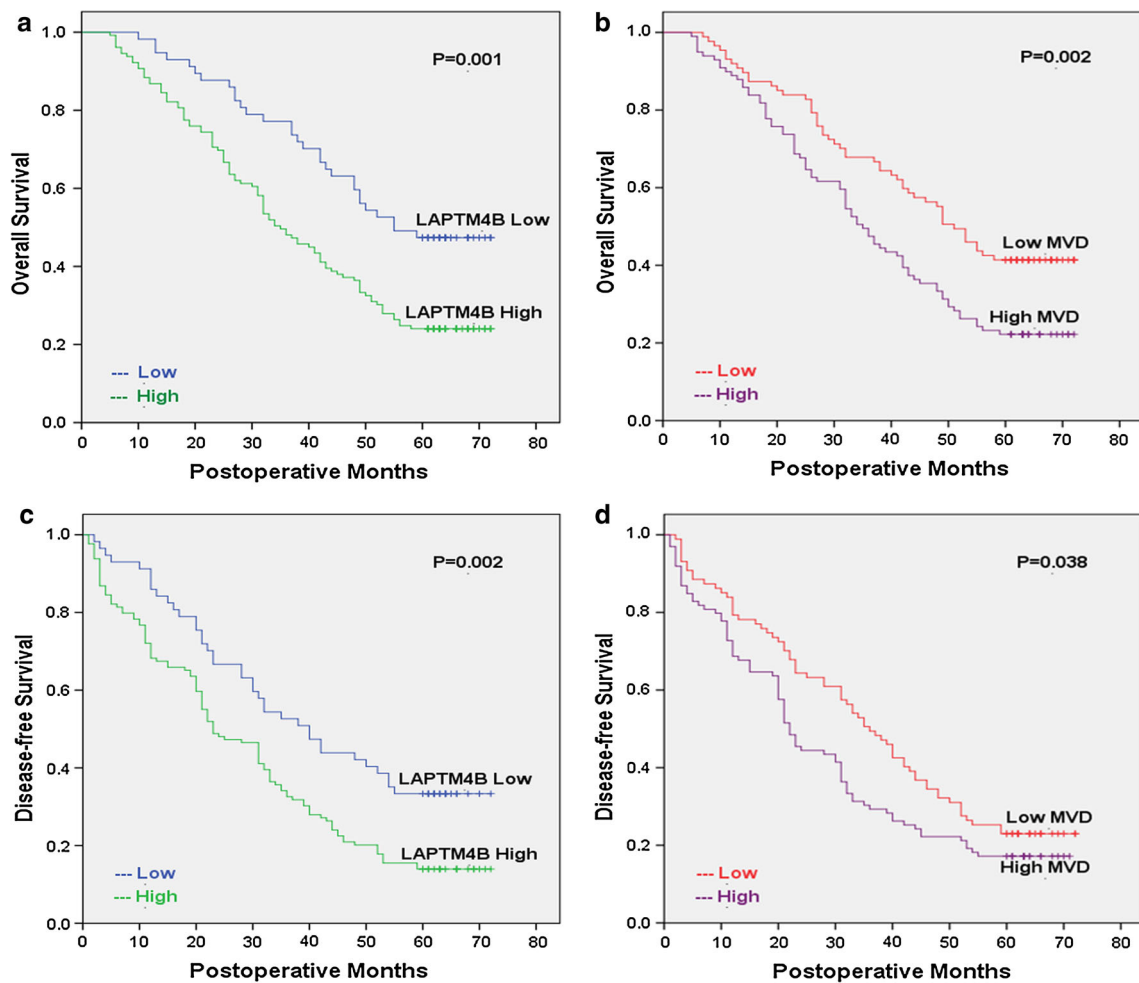 a
P=0.001
1.0
0.8
0.6
0.4
0.2
0.0
Overall Survival
LAPTM4B Low
LAPTM4B High
--- Low
--- High
0 10 20 30 40 50 60 70 80
Postoperative Months
b
P=0.002
1.0
0.8
0.6
0.4
0.2
0.0
Overall Survival
Low MVD
High MVD
--- Low
--- High
0 10 20 30 40 50 60 70 80
Postoperative Months
c
P=0.002
1.0
0.8
0.6
0.4
0.2
0.0
Disease-free Survival
LAPTM4B Low
LAPTM4B High
--- Low
--- High
0 10 20 30 40 50 60 70 80
Postoperative Months
d
P=0.038
1.0
0.8
0.6
0.4
0.2
0.0
Disease-free Survival
Low MVD
High MVD
--- Low
--- High
0 10 20 30 40 50 60 70 80
Postoperative Months